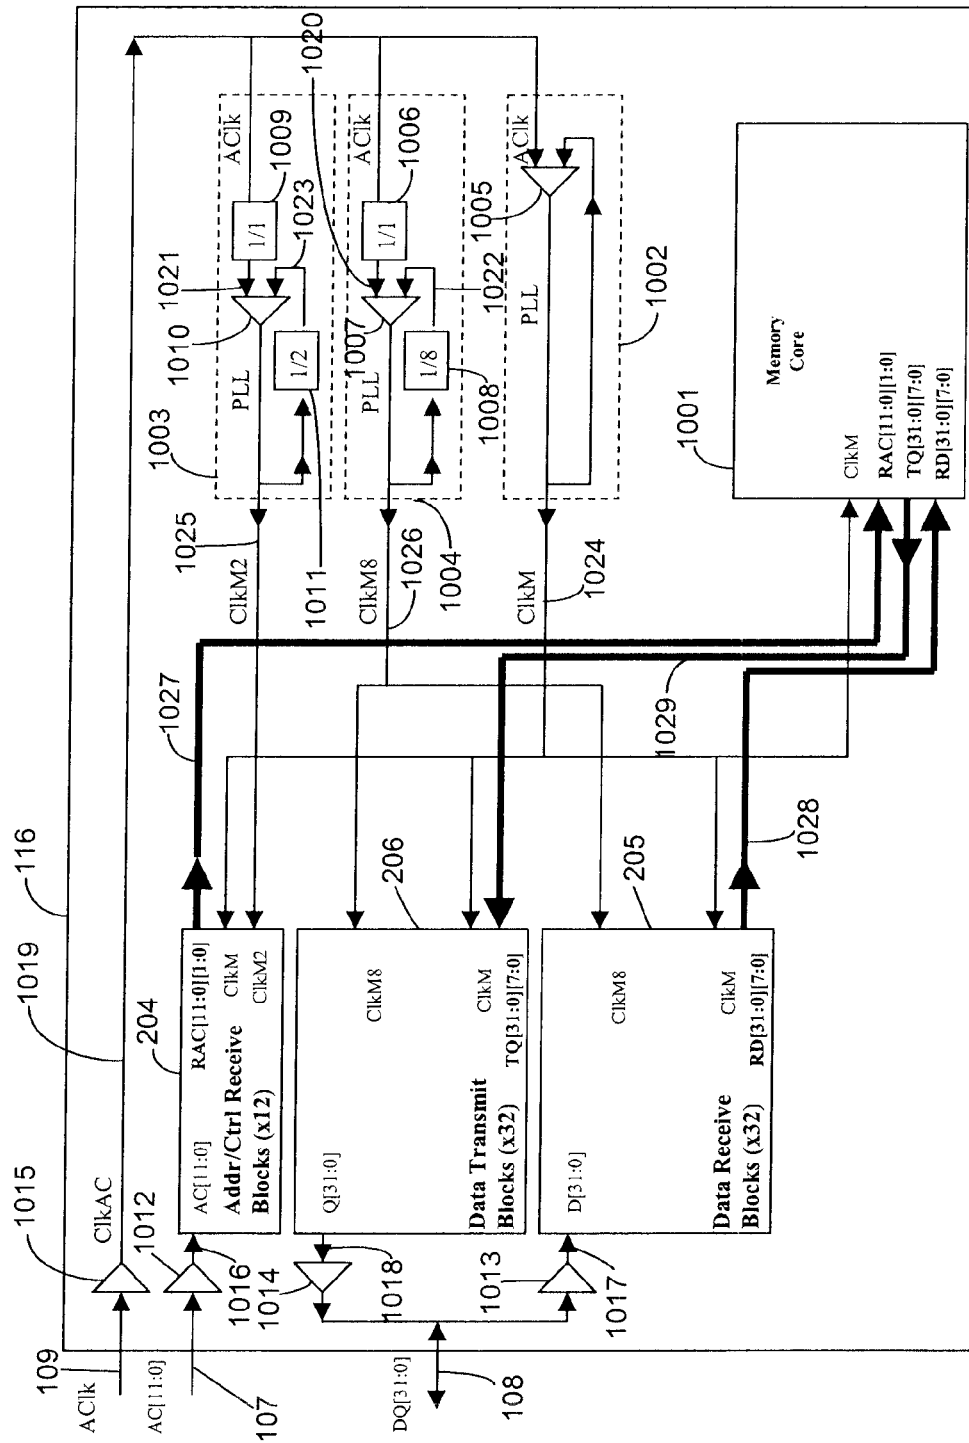 116
1019
1015
ClkAC
109
AClk
1012
AC[11:0]
107
1016
204
AC[11:0]
RAC[11:0][1:0]
Addr/Ctrl Receive
Blocks (x12)
ClkM
ClkM2
1014
1018
Q[31:0]
206
ClkM8
ClkM
Data Transmit
Blocks (x32)
TQ[31:0][7:0]
DQ[31:0]
108
1013
1017
D[31:0]
205
ClkM8
ClkM
Data Receive
Blocks (x32)
RD[31:0][7:0]
1027
1025
ClkM2
1026
ClkM8
1004
ClkM
1024
1029
1028
1003
PLL
1010
1021
1/1
AClk
1009
1023
1/2
1011
1020
PLL
1007
1/1
AClk
1006
1022
1/8
1008
PLL
1005
AClk
1002
1001
Memory
Core
ClkM
RAC[11:0][1:0]
TQ[31:0][7:0]
RD[31:0][7:0]